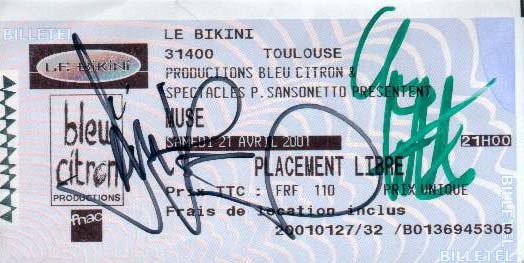 BILLETEL
LE BIKINI
BILLETEL
LE BIKINI
31400 TOULOUSE
PRODUCTIONS BLEU CITRON &
SPECTACLES P. SANSONETTO PRESENTENT
MUSE
SAMEDI 21 AVRIL 2001 21H00
bleu
citron
PRODUCTIONS
PLACEMENT LIBRE
Prix TTC : FRF 110 PRIX UNIQUE
fnac
Frais de location inclus
20010127/32 /B0136945305
BILLETEL
BILLETEL